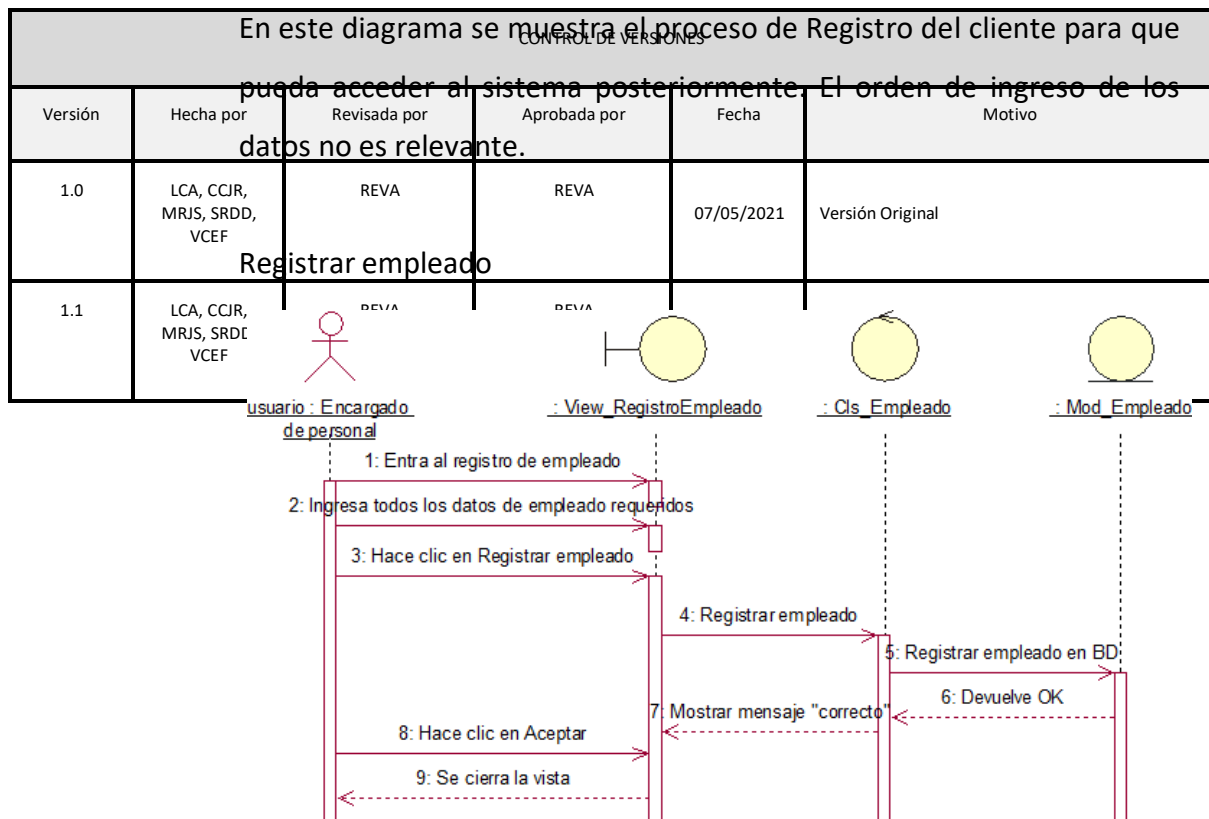 En este diagrama se muestra el proceso de Registro del cliente para que
pueda acceder al sistema posteriormente. El orden de ingreso de los
datos no es relevante.
CONTROL DE VERSIONES
Versión Hecha por Revisada por Aprobada por Fecha Motivo
1.0 LCA, CCJR, MRJS, SRDD, VCEF REVA REVA 07/05/2021 Versión Original
Registrar empleado
1.1 LCA, CCJR, MRJS, VCEF REVA REVA
usuario : Encargado
de personal
: View_RegistroEmpleado
: Cls_Empleado
: Mod_Empleado
1: Entra al registro de empleado
2: Ingresa todos los datos de empleado requeridos
3: Hace clic en Registrar empleado
4: Registrar empleado
5: Registrar empleado en BD
6: Devuelve OK
7: Mostrar mensaje "correcto"
8: Hace clic en Aceptar
9: Se cierra la vista